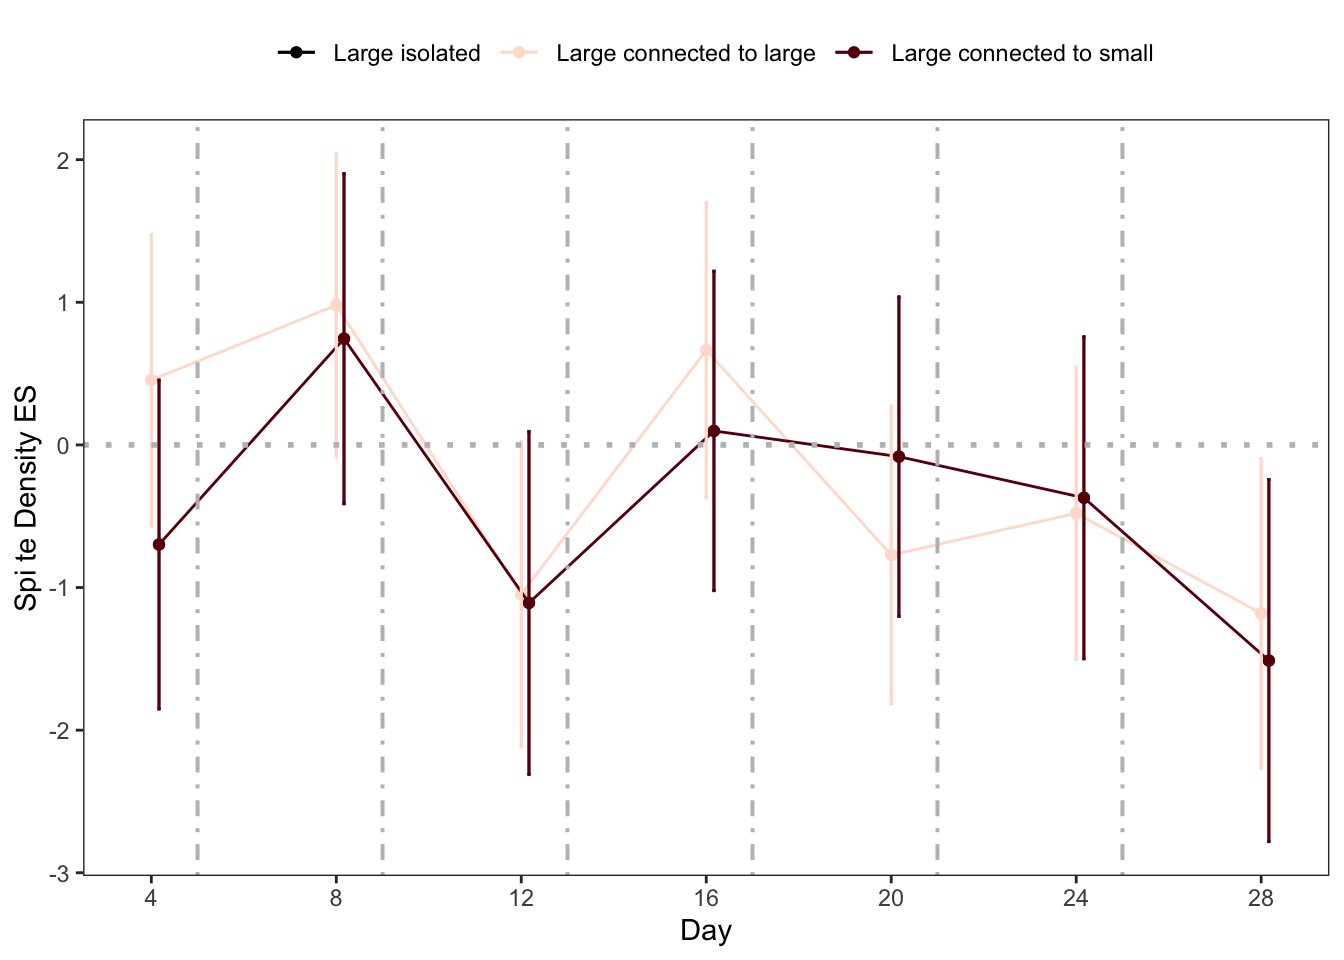 Large isolated Large connected to large Large connected to small
2
1
0
-1
-2
-3
Spi te Density ES
4 8 12 16 20 24 28
Day